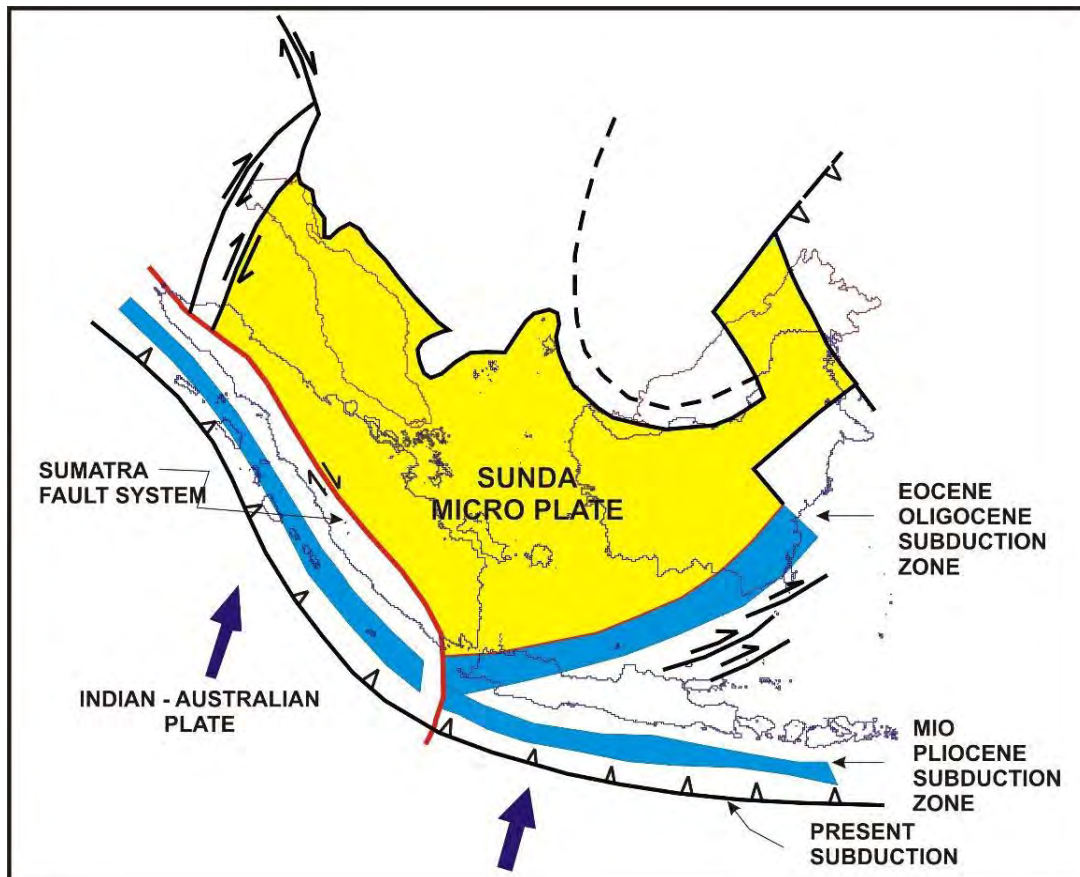 SUMATRA
FAULT SYSTEM
SUNDA
MICRO PLATE
EOCENE
OLIGOCENE
SUBDUCTION
ZONE
INDIAN - AUSTRALIAN
PLATE
MIO
PLIOCENE
SUBDUCTION
ZONE
PRESENT
SUBDUCTION